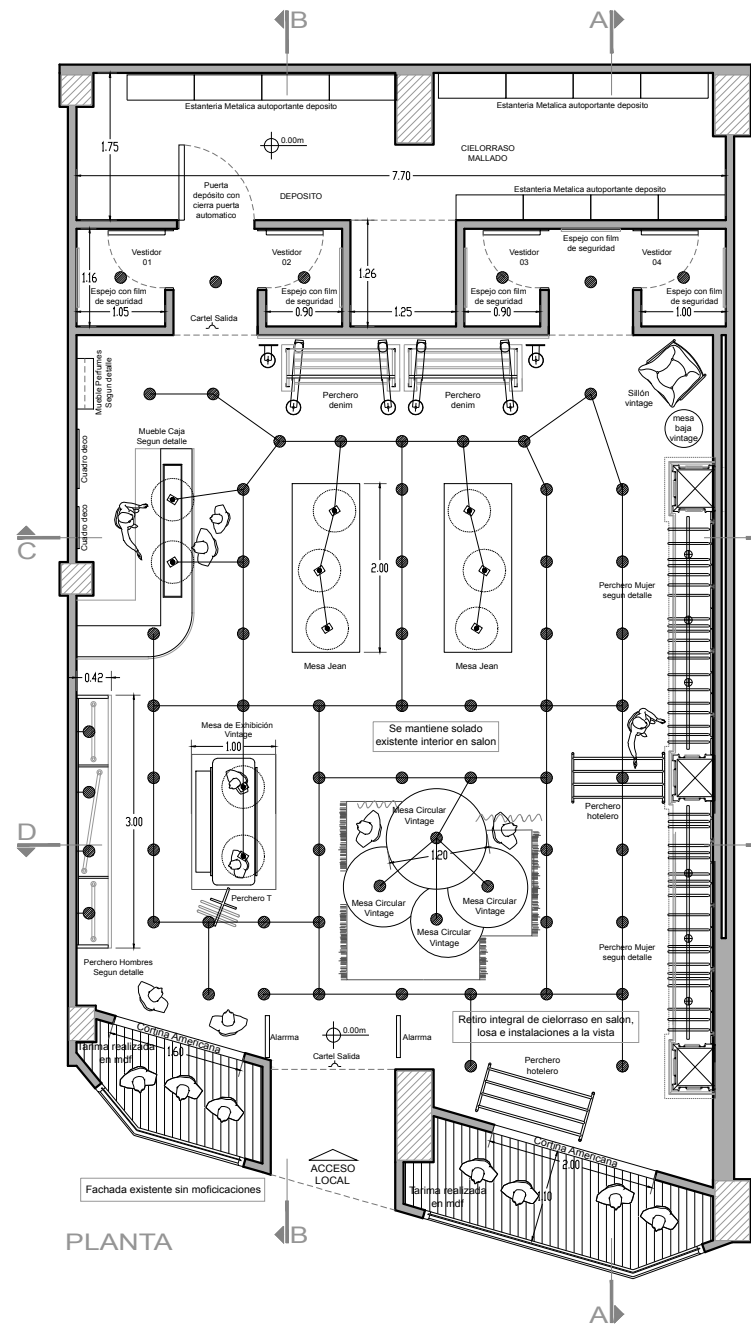 B
A
Estanteria Metalica autoportante deposito
Estanteria Metalica autoportante deposito
0.00m
1.75
CIELORRASO
MALLADO
7.70
Puerta
depósito con
cierra puerta
automatico
DEPOSITO
Estanteria Metalica autoportante deposito
Vestidor
01
Vestidor
02
Vestidor
03
Espejo con film
de seguridad
Vestidor
04
1.16
1.26
Espejo con film
de seguridad
Espejo con film
de seguridad
Espejo con film
de seguridad
Espejo con film
de seguridad
1.05
0.90
1.25
0.90
1.00
Cartel Salida
Mueble Perfumes
Segun detalle
Perchero
denim
Perchero
denim
Sillón
vintage
mesa
baja
vintage
Mueble Caja
Segun detalle
Cuadro deco
Cuadro deco
C
2.00
Perchero Mujer
segun detalle
Mesa Jean
Mesa Jean
0.42
Mesa de Exhibición
Vintage
1.00
Se mantiene solado
existente interior en salon
3.00
Mesa Circular
Vintage
1.20
Perchero
hotelero
D
Mesa Circular
Vintage
Mesa Circular
Vintage
Mesa Circular
Vintage
Perchero T
Perchero Hombres
Segun detalle
Perchero Mujer
segun detalle
Retiro integral de cielorraso en salón,
losa e instalaciones a la vista
Alarrma
0.00m
Alarrma
Cartel Salida
Cortina Americana
1.60
Tarima realizada
en mdf
Perchero
hotelero
Cortina Americana
2.00
1.10
Tarima realizada
en mdf
ACCESO
LOCAL
Fachada existente sin moficicaciones
PLANTA
B
A